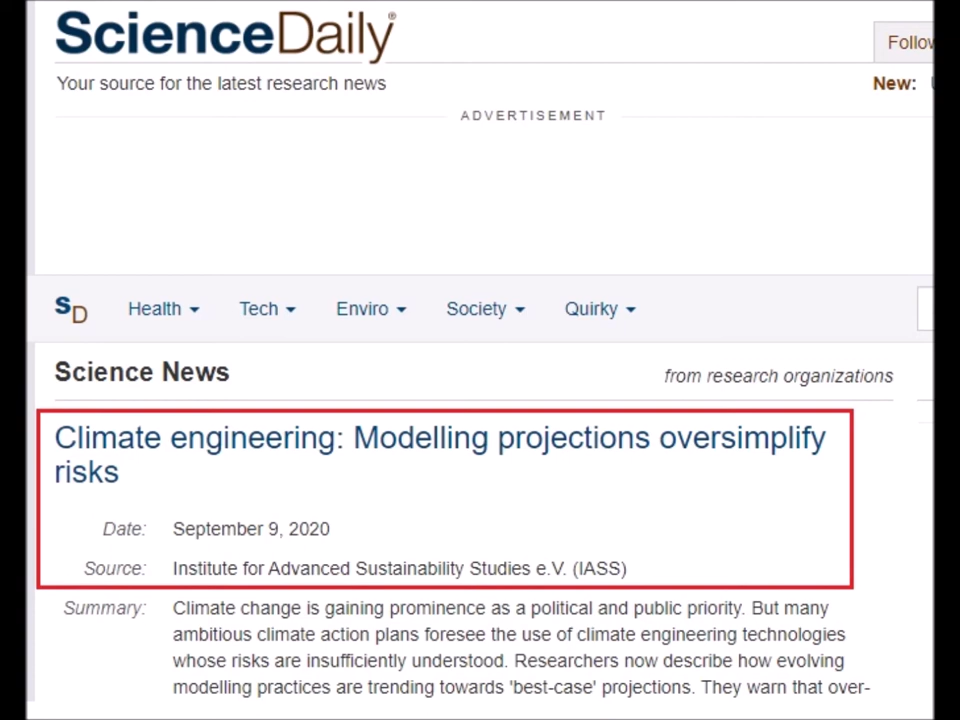 ScienceDaily®
Follow
Your source for the latest research news
New:
ADVERTISEMENT
SD
Health
Tech
Enviro
Society
Quirky
Science News
from research organizations
Climate engineering: Modelling projections oversimplify
risks
Date: September 9, 2020
Source: Institute for Advanced Sustainability Studies e.V. (IASS)
Summary: Climate change is gaining prominence as a political and public priority. But many
ambitious climate action plans foresee the use of climate engineering technologies
whose risks are insufficiently understood. Researchers now describe how evolving
modelling practices are trending towards 'best-case' projections. They warn that over-